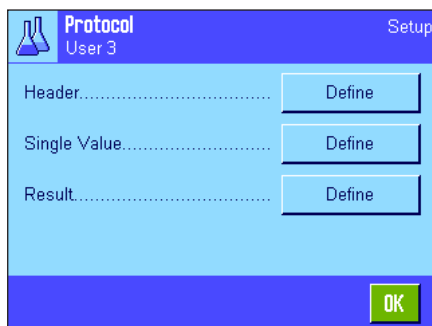 Protocol Setup
User 3
Header................................... Define
Single Value........................... Define
Result.................................... Define
OK